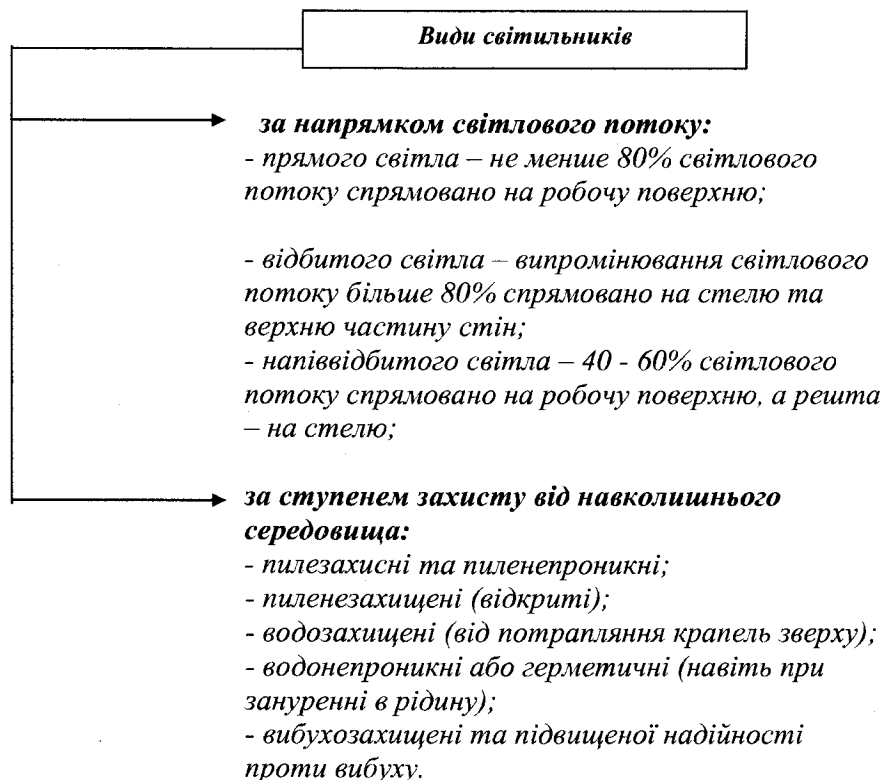 Види світильників
за напрямком світлового потоку:
- прямого світла – не менше 80% світлового
потоку спрямовано на робочу поверхню;
- відбитого світла – випромінювання світлового
потоку більше 80% спрямовано на стелю та
верхню частину стін;
- напіввідбитого світла – 40 - 60% світлового
потоку спрямовано на робочу поверхню, а решта
– на стелю;
за ступенем захисту від навколишнього
середовища:
- пилезахисні та пиленепроникні;
- пиленезахищені (відкриті);
- водозахищені (від потрапляння крапель зверху);
- водонепроникні або герметичні (навіть при
зануренні в рідину);
- вибухозахищені та підвищеної надійності
проти вибуху.